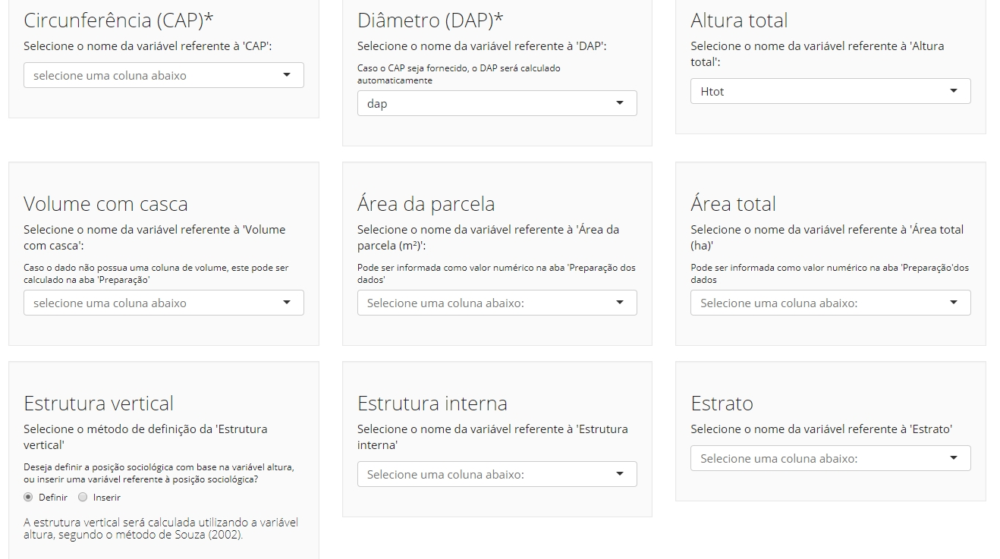 Circunferência (CAP)*
Selecione o nome da variável referente à 'CAP':
selecione uma coluna abaixo
Diâmetro (DAP)*
Selecione o nome da variável referente à 'DAP':
Caso o CAP seja fornecido, o DAP será calculado
automaticamente
dap
Altura total
Selecione o nome da variável referente à 'Altura
total':
Htot
Volume com casca
Selecione o nome da variável referente à 'Volume
com casca':
Caso o dado não possua uma coluna de volume, este pode ser
calculado na aba 'Preparação'
selecione uma coluna abaixo
Área da parcela
Selecione o nome da variável referente à 'Área da
parcela (m²)':
Pode ser informada como valor numérico na aba 'Preparação dos
dados'
Selecione uma coluna abaixo:
Área total
Selecione o nome da variável referente à 'Área total
(ha)'
Pode ser informada como valor numérico na aba 'Preparação'dos
dados
Selecione uma coluna abaixo:
Estrutura vertical
Selecione o método de definição da 'Estrutura
vertical'
Deseja definir a posição sociológica com base na variável altura,
ou inserir uma variável referente à posição sociológica?
Definir Inserir
A estrutura vertical será calculada utilizando a variável
altura, segundo o método de Souza (2002).
Estrutura interna
Selecione o nome da variável referente à 'Estrutura
interna'
Selecione uma coluna abaixo:
Estrato
Selecione o nome da variável referente à 'Estrato'
Selecione uma coluna abaixo: